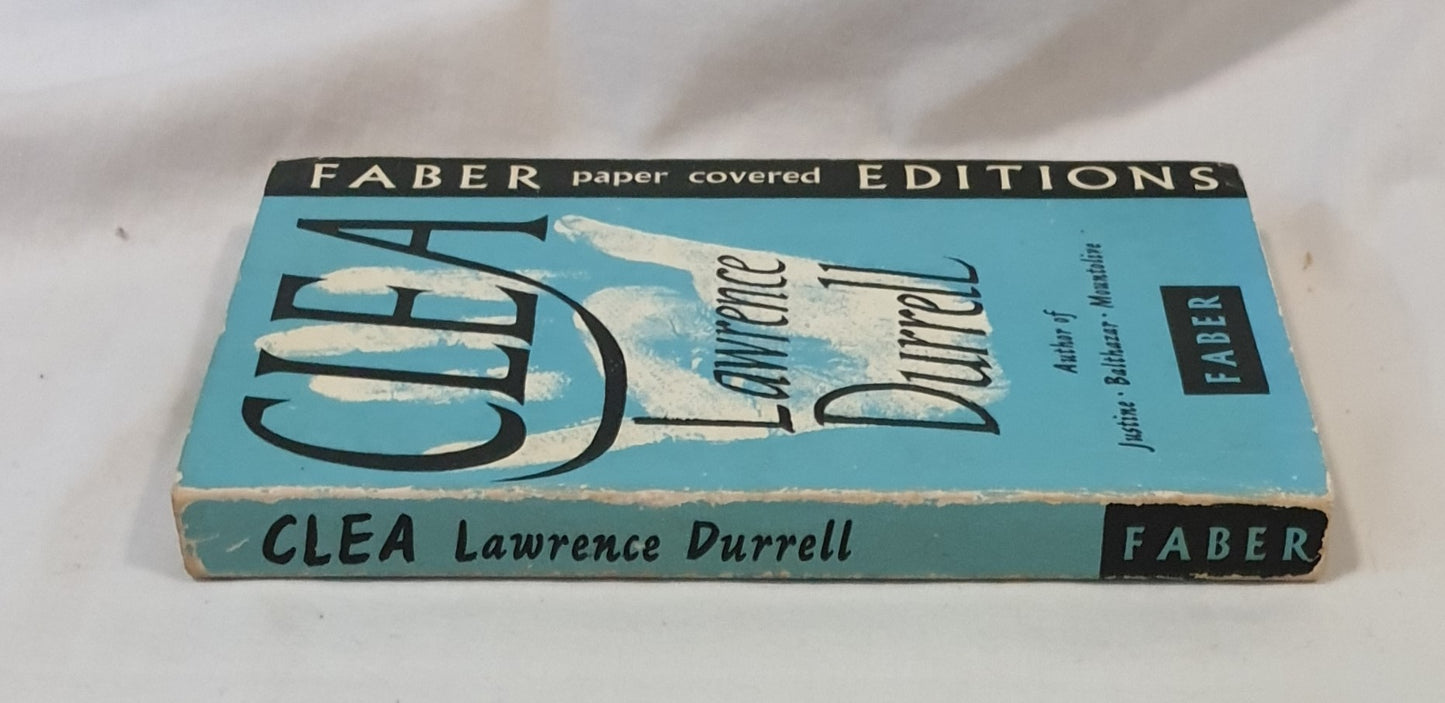 FABER paper covered EDITIONS
CLEA
Lawrence
Durrell
Author of
Justine · Balthazar · Mountolive
FABER
CLEA Lawrence Durrell FABER